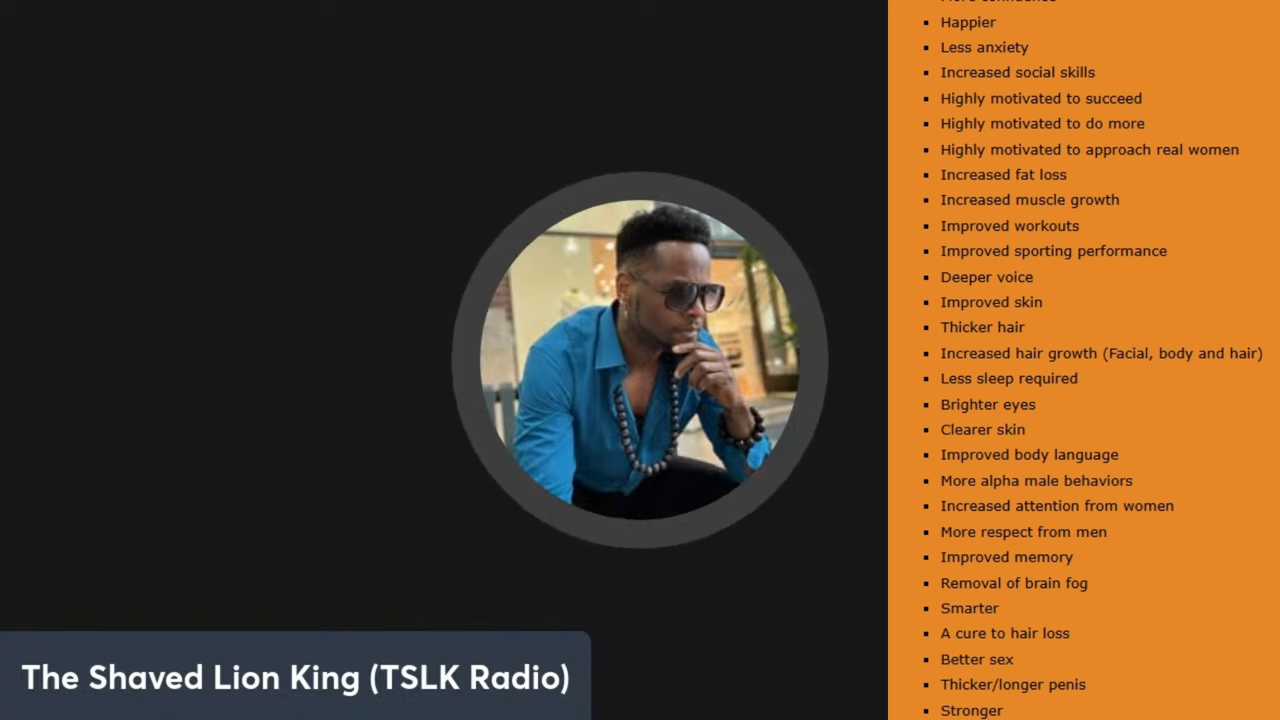 More confidence
Happier
Less anxiety
Increased social skills
Highly motivated to succeed
Highly motivated to do more
Highly motivated to approach real women
Increased fat loss
Increased muscle growth
Improved workouts
Improved sporting performance
Deeper voice
Improved skin
Thicker hair
Increased hair growth (Facial, body and hair)
Less sleep required
Brighter eyes
Clearer skin
Improved body language
More alpha male behaviors
Increased attention from women
More respect from men
Improved memory
Removal of brain fog
Smarter
A cure to hair loss
Better sex
Thicker/longer penis
Stronger
The Shaved Lion King (TSLK Radio)